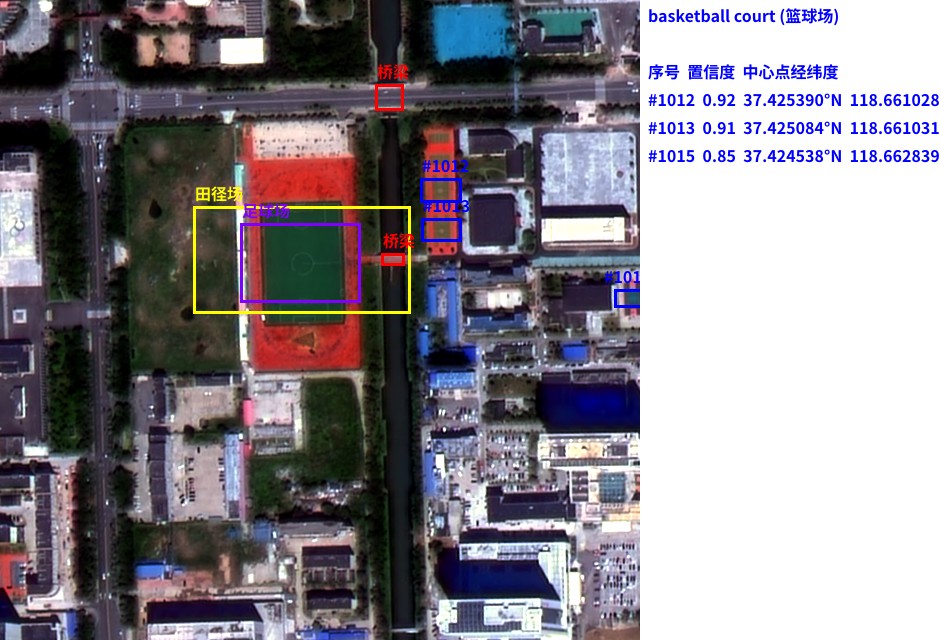 basketball court (篮球场)
序号 置信度 中心点经纬度
#1012 0.92 37.425390°N 118.661028
#1013 0.91 37.425084°N 118.661031
#1015 0.85 37.424538°N 118.662839
桥梁
#1012
田径场
#1013
足球场
桥梁
#101